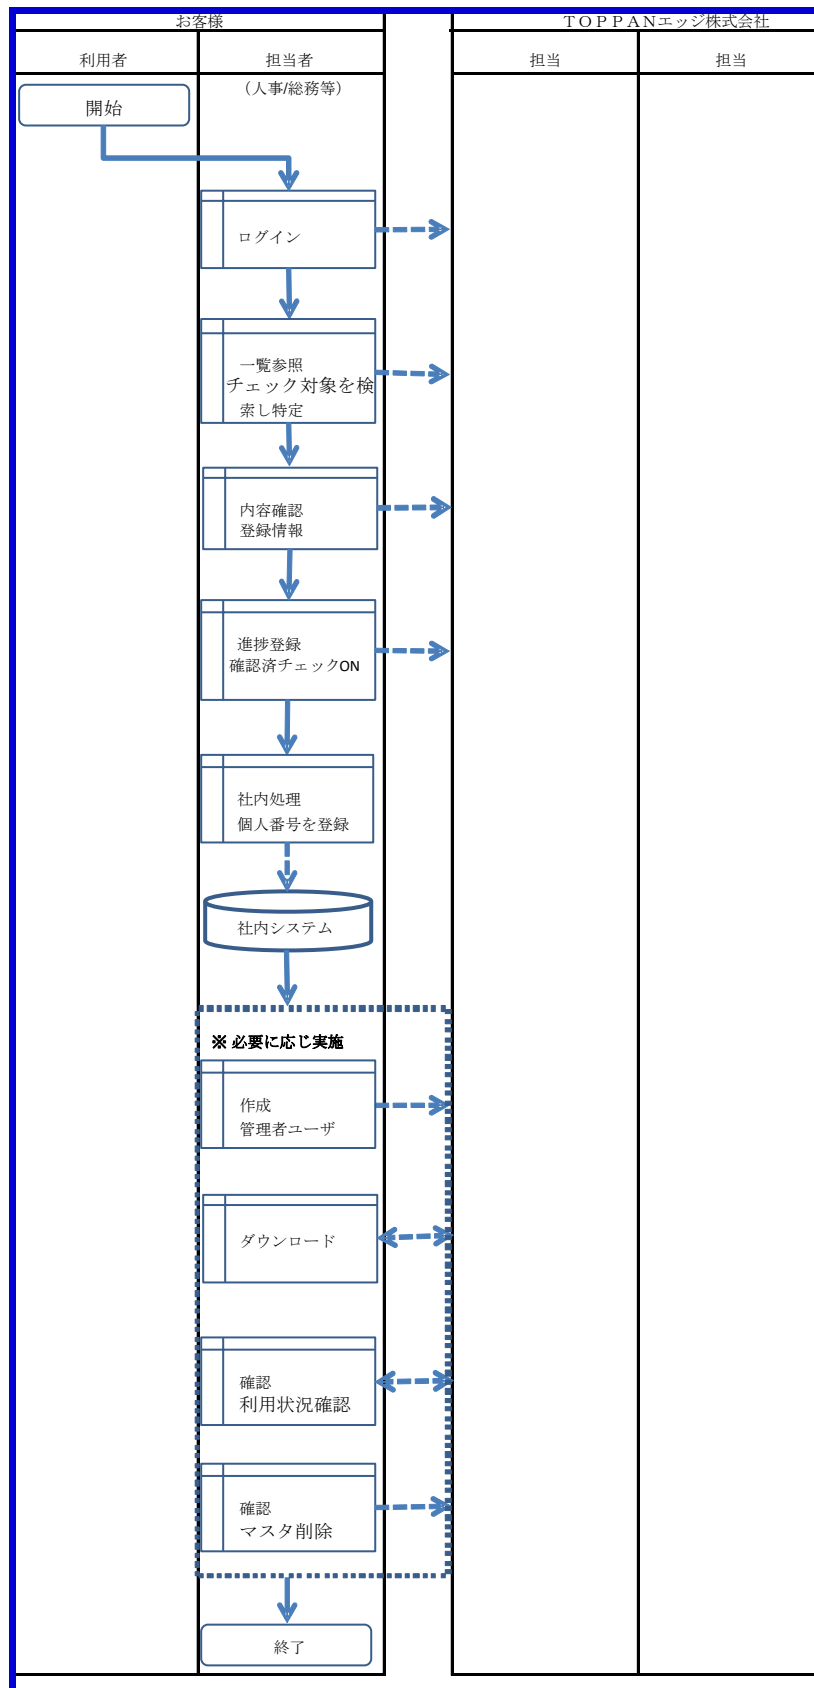 お客様
ＴＯＰＰＡＮエッジ株式会社
利用者
担当者
担当
担当
（人事/総務等）
開始
ログイン
一覧参照
チェック対象を検
索し特定
内容確認
登録情報
進捗登録
確認済チェックON
社内処理
個人番号を登録
社内システム
※ 必要に応じ実施
作成
管理者ユーザ
ダウンロード
確認
利用状況確認
確認
マスタ削除
終了